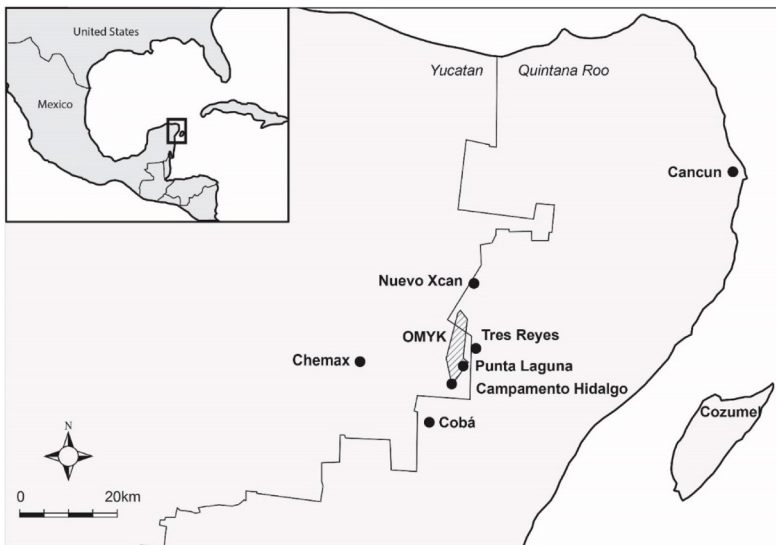 United States
Mexico
Yucatan
Quintana Roo
Cancun
Nuevo Xcan
OMYK
Tres Reyes
Chemax
Punta Laguna
Campamento Hidalgo
Cozumel
Cobá
N
0 20km